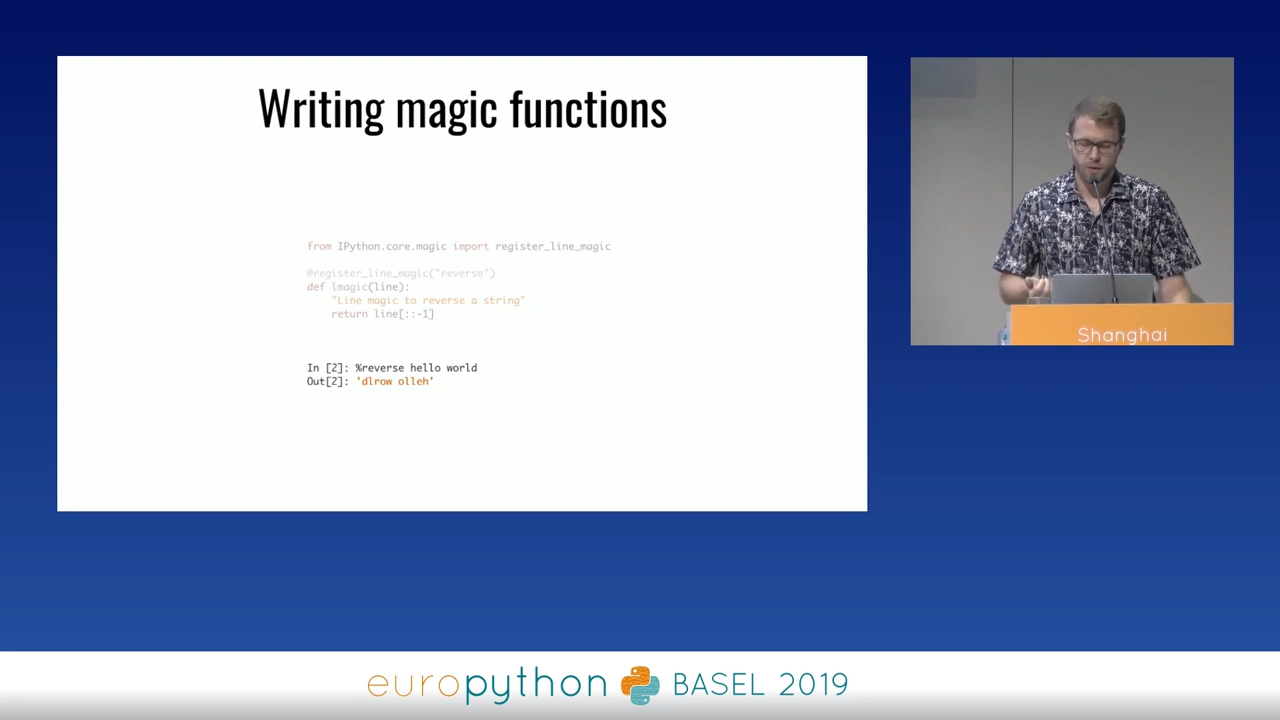 Writing magic functions
from IPython.core.magic import register_line_magic
@register_line_magic("reverse")
def lmagic(line):
    "Line magic to reverse a string"
    return line[::-1]
In [2]: %reverse hello world
Out[2]: 'dlrow olleh'
Shanghai
europython BASEL 2019